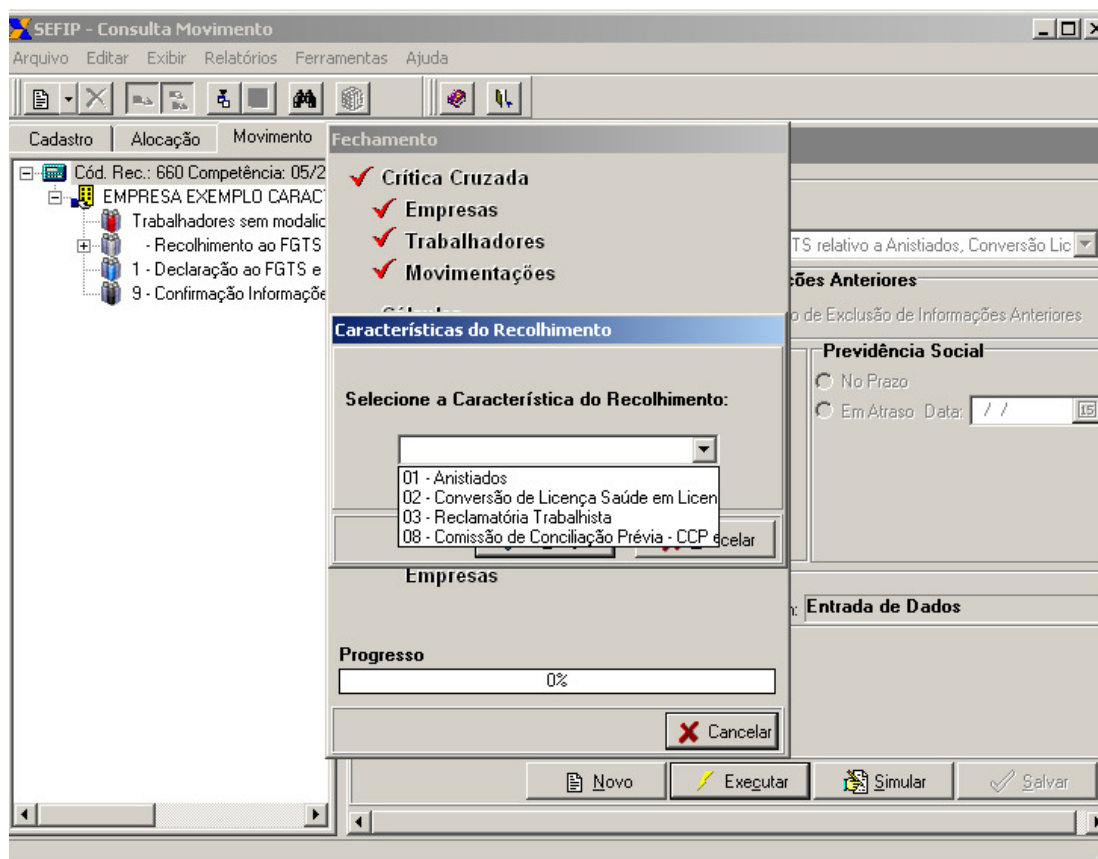 SEFIP - Consulta Movimento
Arquivo Editar Exibir Relatórios Ferramentas Ajuda
Cadastro Alocação Movimento
Cód. Rec.: 660 Competência: 05/2
EMPRESA EXEMPLO CARACT
Trabalhadores sem modalid
- Recolhimento ao FGTS
1 - Declaração ao FGTS e
9 - Confirmação Informaçõe
Fechamento
Crítica Cruzada
Empresas
Trabalhadores
Movimentações
Características do Recolhimento
Selecione a Característica do Recolhimento:
01 - Anistiados
02 - Conversão de Licença Saúde em Licen
03 - Reclamatória Trabalhista
08 - Comissão de Conciliação Prévia - CCP e
celar
Empresas
Progresso
0%
Cancelar
TS relativo a Anistiados, Conversão Lic
ções Anteriores
o de Exclusão de Informações Anteriores
Previdência Social
No Prazo
Em Atraso Data: / / 15
Entrada de Dados
Novo Executar Simular Salvar